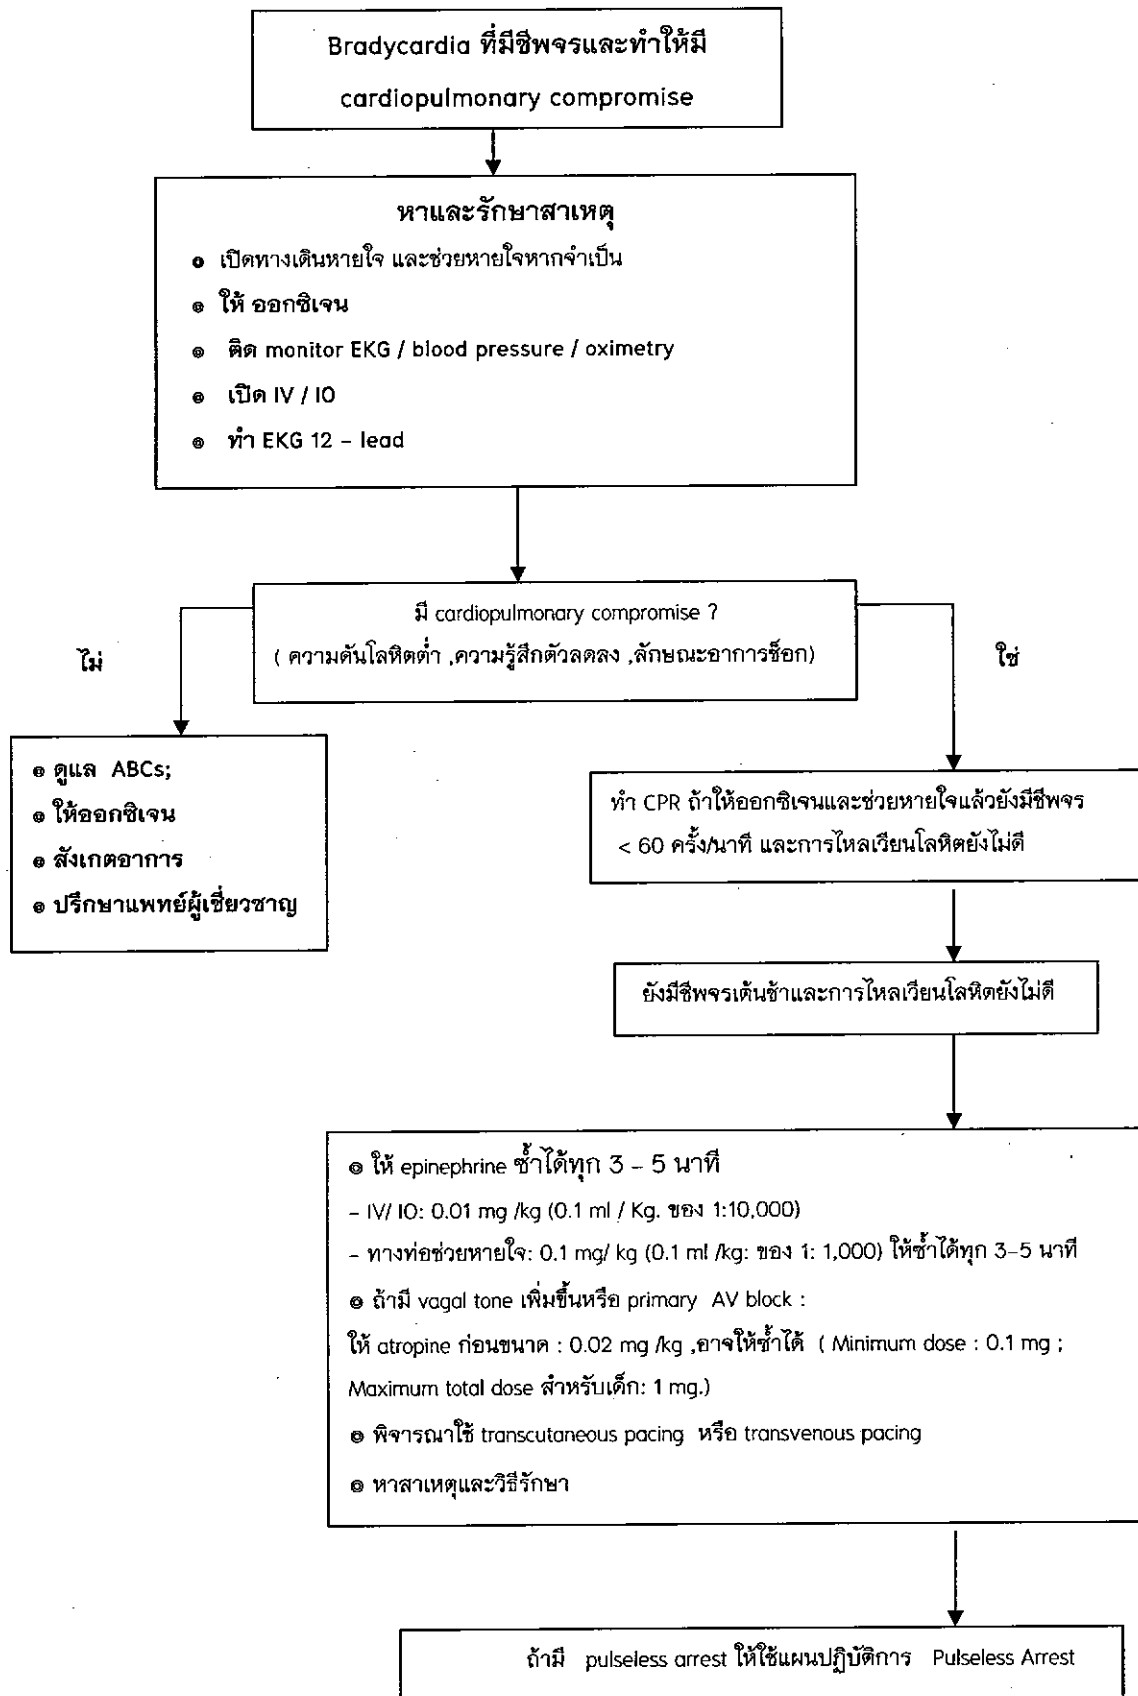 Bradycardia ที่มีชีพจรและทำให้มี
cardiopulmonary compromise
หาและรักษาสาเหตุ
๏ เปิดทางเดินหายใจ และช่วยหายใจหากจำเป็น
๏ ให้ ออกซิเจน
๏ ติด monitor EKG / blood pressure / oximetry
๏ เปิด IV / IO
๏ ทำ EKG 12 – lead
มี cardiopulmonary compromise ?
( ความดันโลหิตต่ำ ,ความรู้สึกตัวลดลง ,ลักษณะอาการช็อก)
ไม่
ใช่
๏ ดูแล ABCs;
๏ ให้ออกซิเจน
๏ สังเกตอาการ
๏ ปรึกษาแพทย์ผู้เชี่ยวชาญ
ทำ CPR ถ้าให้ออกซิเจนและช่วยหายใจแล้วยังมีชีพจร
< 60 ครั้ง/นาที และการไหลเวียนโลหิตยังไม่ดี
ยังมีชีพจรเต้นช้าและการไหลเวียนโลหิตยังไม่ดี
๏ ให้ epinephrine ซ้ำได้ทุก 3 – 5 นาที
– IV/ IO: 0.01 mg /kg (0.1 ml / Kg. ของ 1:10,000)
– ทางท่อช่วยหายใจ: 0.1 mg/ kg (0.1 ml /kg: ของ 1: 1,000) ให้ซ้ำได้ทุก 3–5 นาที
๏ ถ้ามี vagal tone เพิ่มขึ้นหรือ primary AV block :
ให้ atropine ก่อนขนาด : 0.02 mg /kg ,อาจให้ซ้ำได้ ( Minimum dose : 0.1 mg ;
Maximum total dose สำหรับเด็ก: 1 mg.)
๏ พิจารณาใช้ transcutaneous pacing หรือ transvenous pacing
๏ หาสาเหตุและวิธีรักษา
ถ้ามี pulseless arrest ให้ใช้แผนปฏิบัติการ Pulseless Arrest